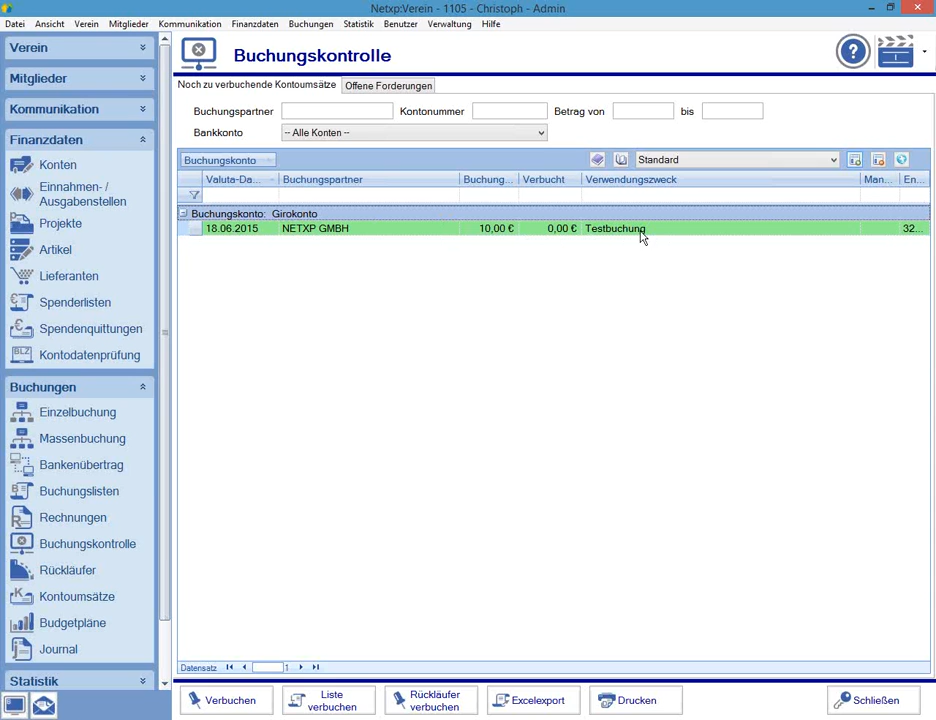 Netxp:Verein - 1105 - Christoph - Admin
Datei Ansicht Verein Mitglieder Kommunikation Finanzdaten Buchungen Statistik Benutzer Verwaltung Hilfe
Verein
Mitglieder
Kommunikation
Finanzdaten
Konten
Einnahmen- /
Ausgabenstellen
Projekte
Artikel
Lieferanten
Spenderlisten
Spendenquittungen
Kontodatenprüfung
Buchungen
Einzelbuchung
Massenbuchung
Bankenübertrag
Buchungslisten
Rechnungen
Buchungskontrolle
Rückläufer
Kontoumsätze
Budgetpläne
Journal
Statistik
Buchungskontrolle
Noch zu verbuchende Kontoumsätze Offene Forderungen
Buchungspartner Kontonummer Betrag von bis
Bankkonto -- Alle Konten --
Buchungskonto Standard
Valuta-Da... Buchungspartner Buchung... Verbucht Verwendungszweck Man... En...
Buchungskonto: Girokonto
18.06.2015 NETXP GMBH 10,00 € 0,00 € Testbuchung 32...
Datensatz 1
Verbuchen
Liste
verbuchen
Rückläufer
verbuchen
Excelexport
Drucken
Schließen